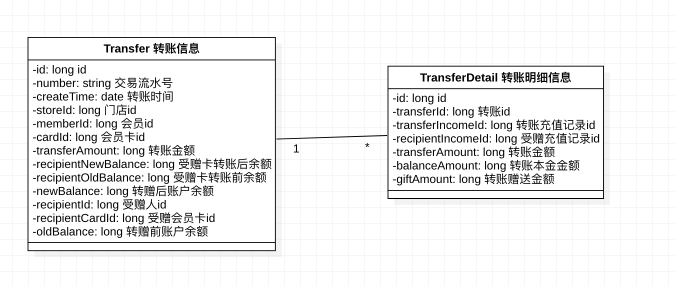 Transfer 转账信息
-id: long id
-number: string 交易流水号
-createTime: date 转账时间
-storeId: long 门店id
-memberId: long 会员id
-cardId: long 会员卡id
-transferAmount: long 转账金额
-recipientNewBalance: long 受赠卡转账后余额
-recipientOldBalance: long 受赠卡转账前余额
-newBalance: long 转赠后账户余额
-recipientId: long 受赠人id
-recipientCardId: long 受赠会员卡id
-oldBalance: long 转赠前账户余额
1
*
TransferDetail 转账明细信息
-id: long id
-transferId: long 转账id
-transferIncomeId: long 转账充值记录id
-recipientIncomeId: long 受赠充值记录id
-transferAmount: long 转账金额
-balanceAmount: long 转账本金金额
-giftAmount: long 转账赠送金额